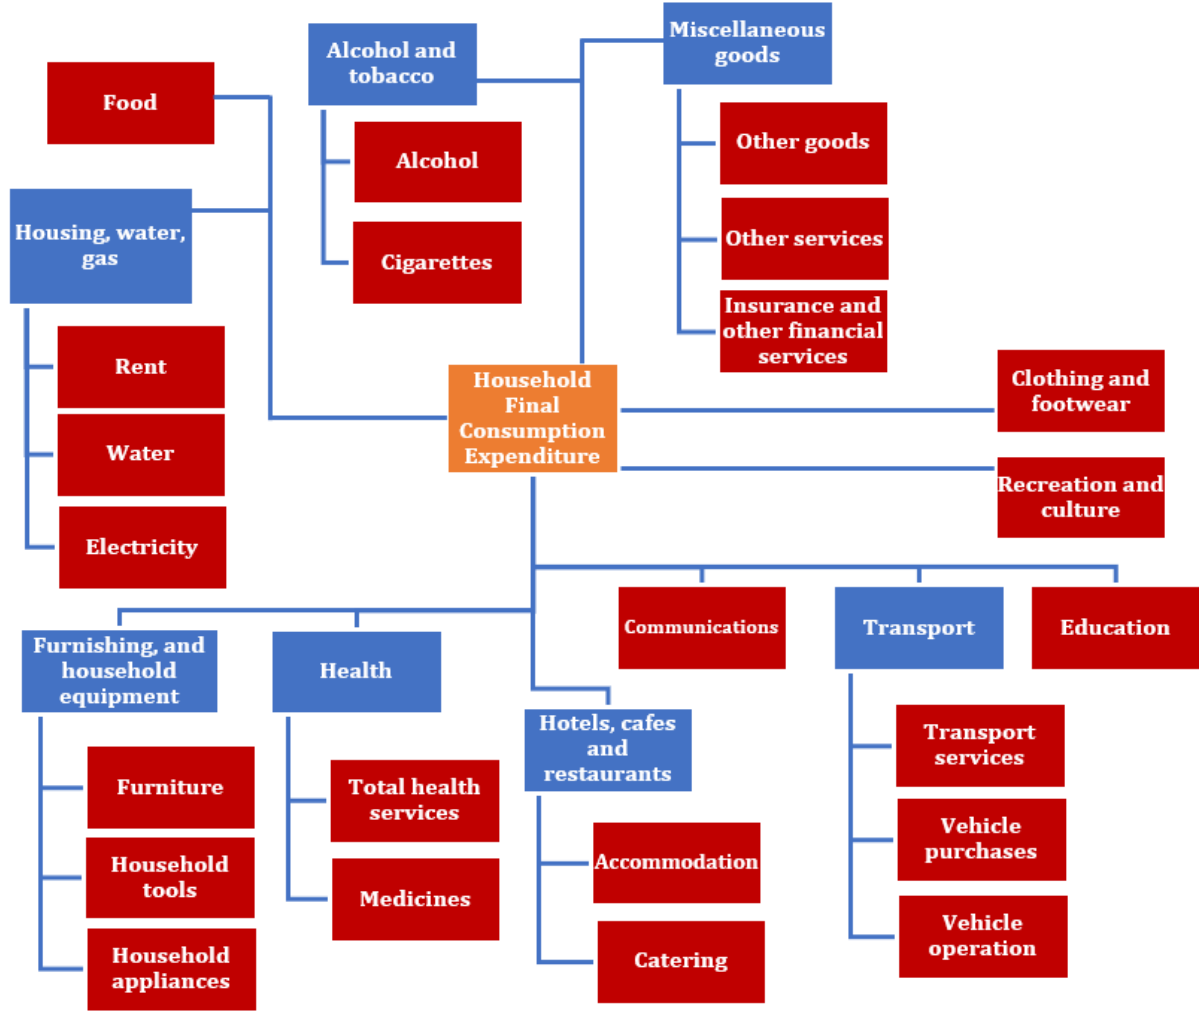 Miscellaneous
goods
Alcohol and
tobacco
Food
Other goods
Alcohol
Housing, water,
gas
Other services
Cigarettes
Insurance and
other financial
services
Rent
Household
Final
Consumption
Expenditure
Clothing and
footwear
Water
Recreation and
culture
Electricity
Communications
Transport
Education
Furnishing, and
household
equipment
Health
Hotels, cafes
and
restaurants
Transport
services
Furniture
Total health
services
Vehicle
purchases
Accommodation
Household
tools
Medicines
Vehicle
operation
Catering
Household
appliances